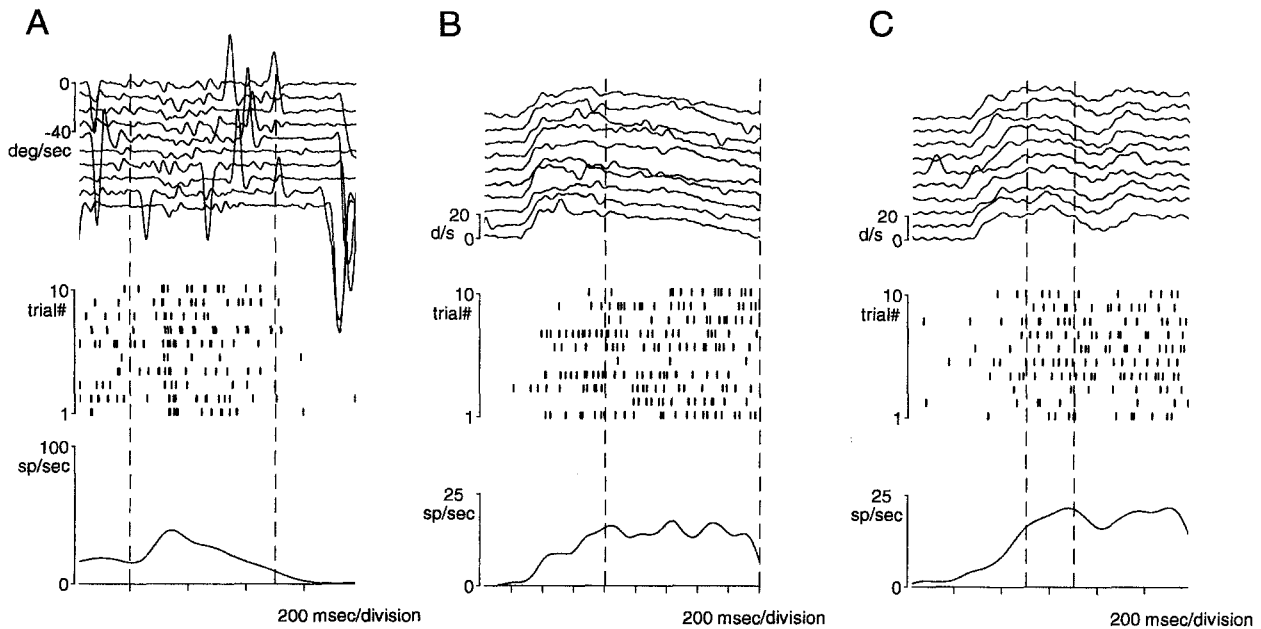 A
0
-40
deg/sec
10
trial#
1
100
sp/sec
0
200 msec/division
B
20
d/s
0
10
trial#
1
25
sp/sec
0
200 msec/division
C
20
d/s
0
10
trial#
1
25
sp/sec
0
200 msec/division